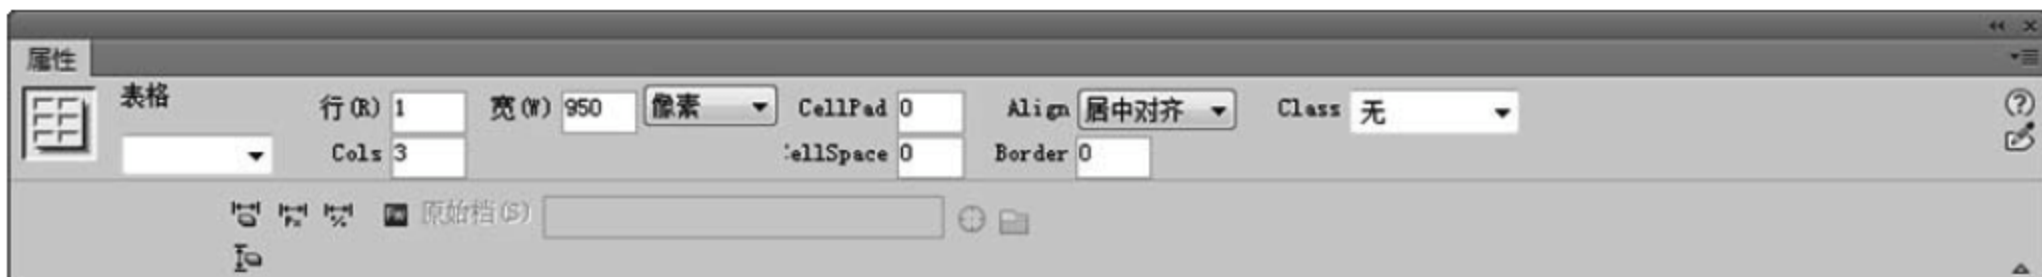 属性
表格 行(R) 1 宽(W) 950 像素 CellPad 0 Align 居中对齐 Class 无
Cols 3 :ellSpace 0 Border 0
Fw 原始档(S)